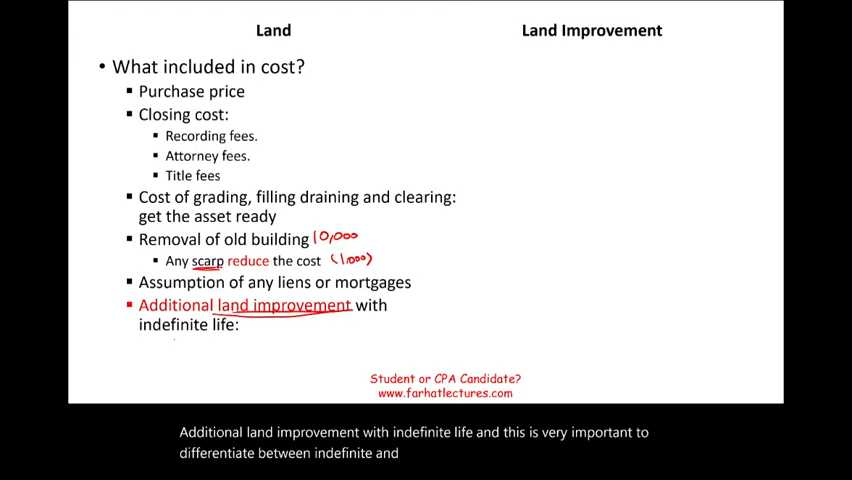 Land
Land Improvement
• What included in cost?
▪ Purchase price
▪ Closing cost:
▪ Recording fees.
▪ Attorney fees.
▪ Title fees
▪ Cost of grading, filling draining and clearing:
get the asset ready
▪ Removal of old building 10,000
▪ Any scarp reduce the cost (1,000)
▪ Assumption of any liens or mortgages
▪ Additional land improvement with
indefinite life:
Student or CPA Candidate?
www.farhatlectures.com
Additional land improvement with indefinite life and this is very important to
differentiate between indefinite and